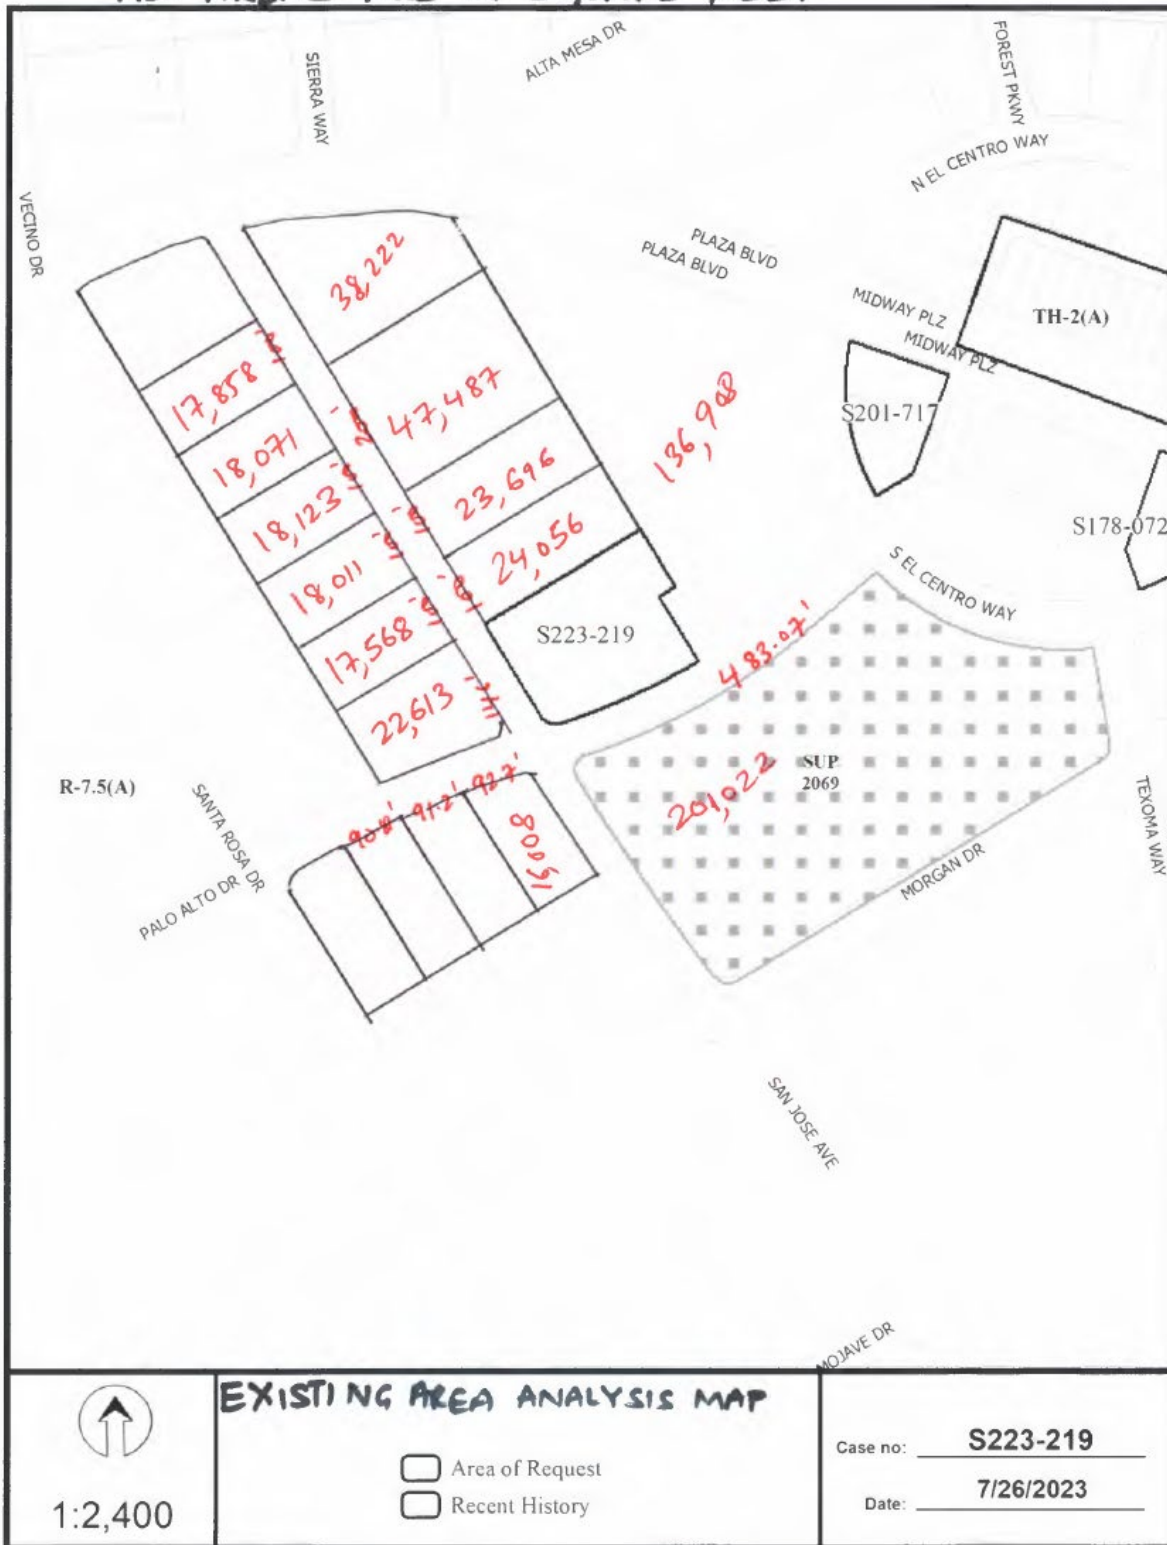 SIERRA WAY
ALTA MESA DR
FOREST PKWY
N EL CENTRO WAY
VECINO DR
PLAZA BLVD
PLAZA BLVD
MIDWAY PLZ
MIDWAY PLZ
TH-2(A)
38,222
17,858
18,071
47,487
136,908
S201-717
18,123
23,696
S178-072
18,011
24,056
S EL CENTRO WAY
17,568
S223-219
483.07'
22,613
201,022
SUP
2069
R-7.5(A)
SANTA ROSA DR
91.2'
92.7'
TEXOMA WAY
PALO ALTO DR
MORGAN DR
SAN JOSE AVE
MOJAVE DR
EXISTING AREA ANALYSIS MAP
Area of Request
Recent History
1:2,400
Case no: S223-219
Date: 7/26/2023